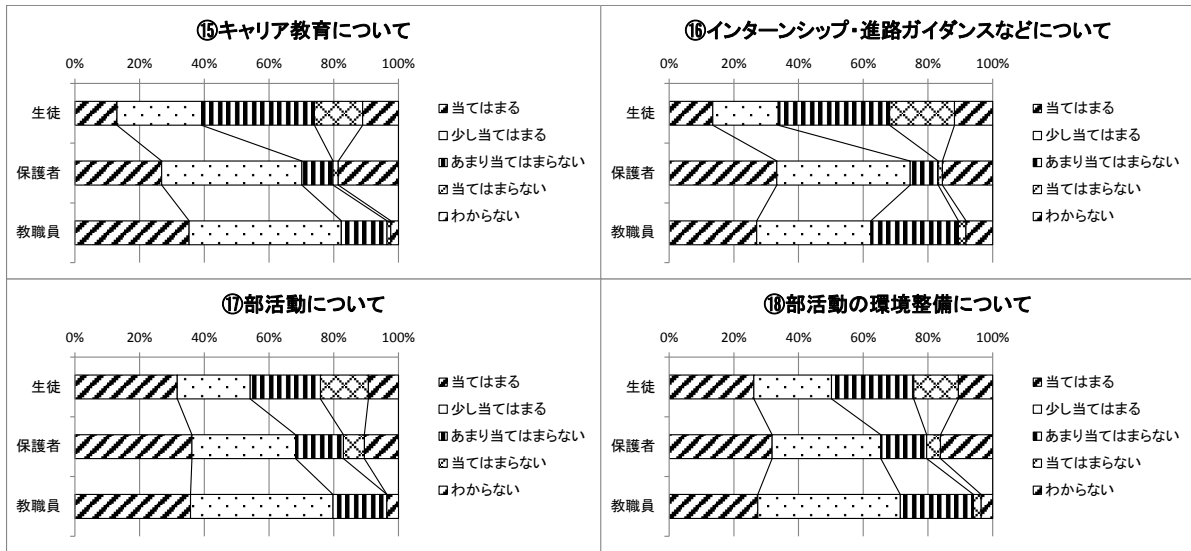 ⑮キャリア教育について
0% 20% 40% 60% 80% 100%
生徒
保護者
教職員
当てはまる
少し当てはまる
あまり当てはまらない
当てはまらない
わからない
⑯インターンシップ・進路ガイダンスなどについて
0% 20% 40% 60% 80% 100%
生徒
保護者
教職員
当てはまる
少し当てはまる
あまり当てはまらない
当てはまらない
わからない
⑰部活動について
0% 20% 40% 60% 80% 100%
生徒
保護者
教職員
当てはまる
少し当てはまる
あまり当てはまらない
当てはまらない
わからない
⑱部活動の環境整備について
0% 20% 40% 60% 80% 100%
生徒
保護者
教職員
当てはまる
少し当てはまる
あまり当てはまらない
当てはまらない
わからない